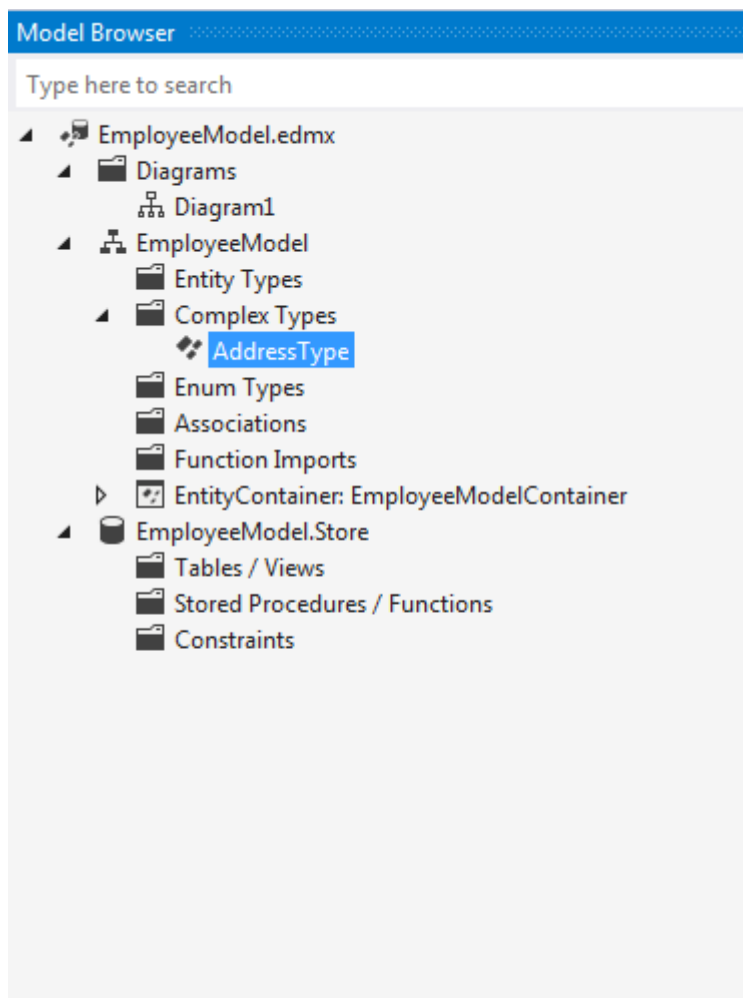 Model Browser
Type here to search
EmployeeModel.edmx
Diagrams
Diagram1
EmployeeModel
Entity Types
Complex Types
AddressType
Enum Types
Associations
Function Imports
EntityContainer: EmployeeModelContainer
EmployeeModel.Store
Tables / Views
Stored Procedures / Functions
Constraints